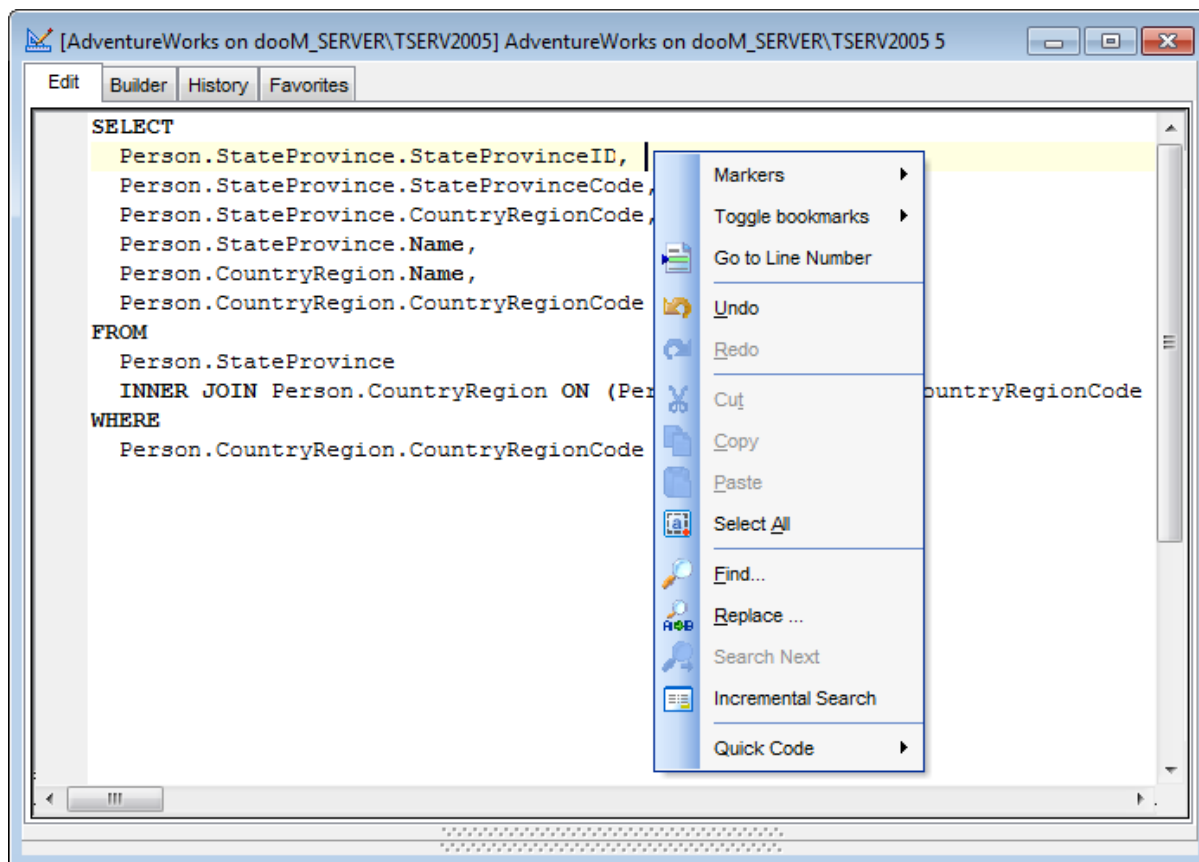 [AdventureWorks on dooM_SERVER\TSERV2005] AdventureWorks on dooM_SERVER\TSERV2005 5
Edit Builder History Favorites
SELECT
Person.StateProvince.StateProvinceID,
Person.StateProvince.StateProvinceCode,
Person.StateProvince.CountryRegionCode,
Person.StateProvince.Name,
Person.CountryRegion.Name,
Person.CountryRegion.CountryRegionCode
FROM
Person.StateProvince
INNER JOIN Person.CountryRegion ON (Per ountryRegionCode
WHERE
Person.CountryRegion.CountryRegionCode
Markers
Toggle bookmarks
Go to Line Number
Undo
Redo
Cut
Copy
Paste
Select All
Find...
Replace ...
Search Next
Incremental Search
Quick Code